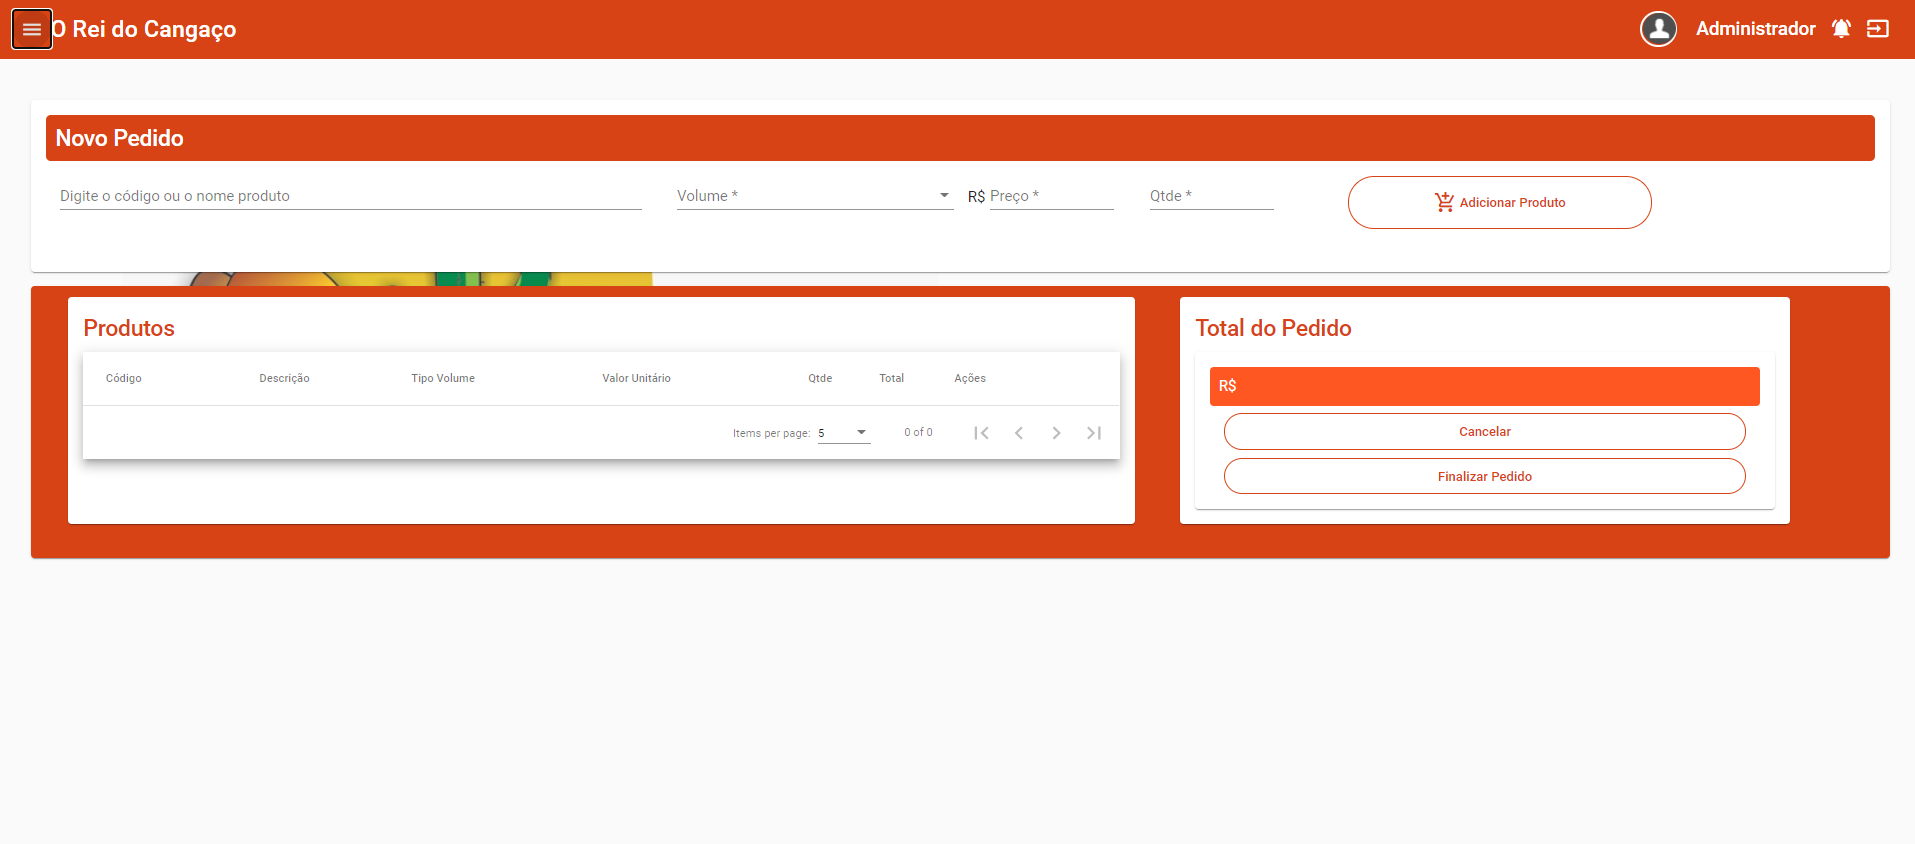 O Rei do Cangaço
Administrador
Novo Pedido
Digite o código ou o nome produto
Volume *
R$ Preço *
Qtde *
Adicionar Produto
Produtos
Código Descrição Tipo Volume Valor Unitário Qtde Total Ações
Items per page: 5 0 of 0
Total do Pedido
R$
Cancelar
Finalizar Pedido